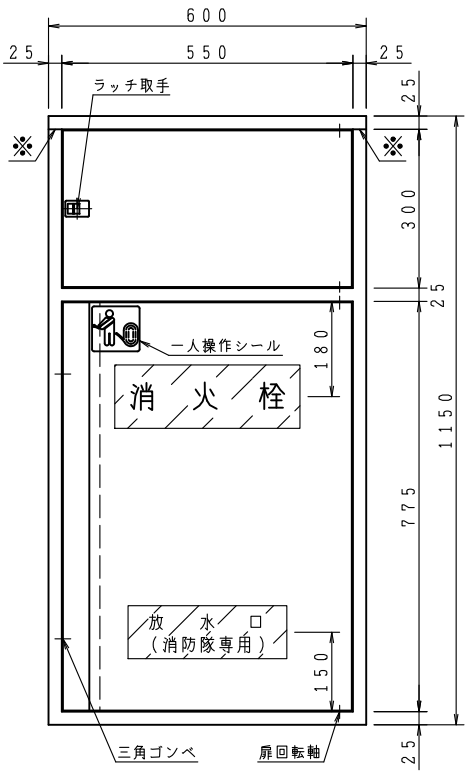 600
25
550
25
ラッチ取手
25
※
※
300
25
一人操作シール
180
消火栓
1150
775
放水口
(消防隊専用)
150
三角ゴンベ
扉回転軸
25